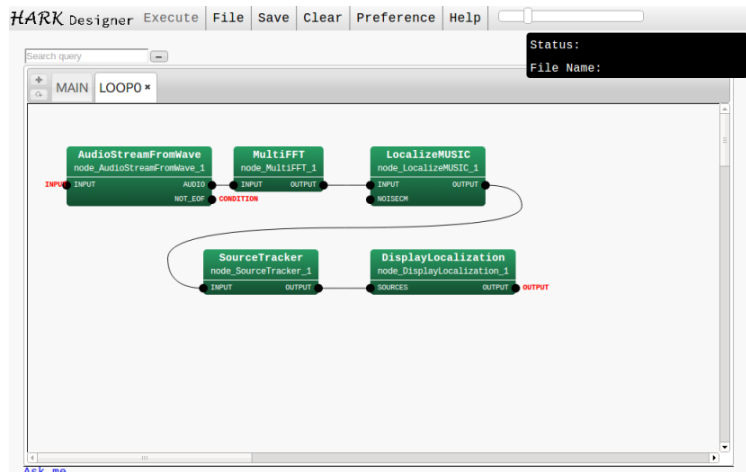 HARK Designer Execute File Save Clear Preference Help
Status:
File Name:
Search query
MAIN LOOP0 ×
AudioStreamFromWave
node_AudioStreamFromWave_1
INPUT INPUT AUDIO
NOT_EOF CONDITION
MultiFFT
node_MultiFFT_1
INPUT OUTPUT
LocalizeMUSIC
node_LocalizeMUSIC_1
INPUT OUTPUT
NOISECM
SourceTracker
node_SourceTracker_1
INPUT OUTPUT
DisplayLocalization
node_DisplayLocalization_1
SOURCES OUTPUT OUTPUT
Ask me